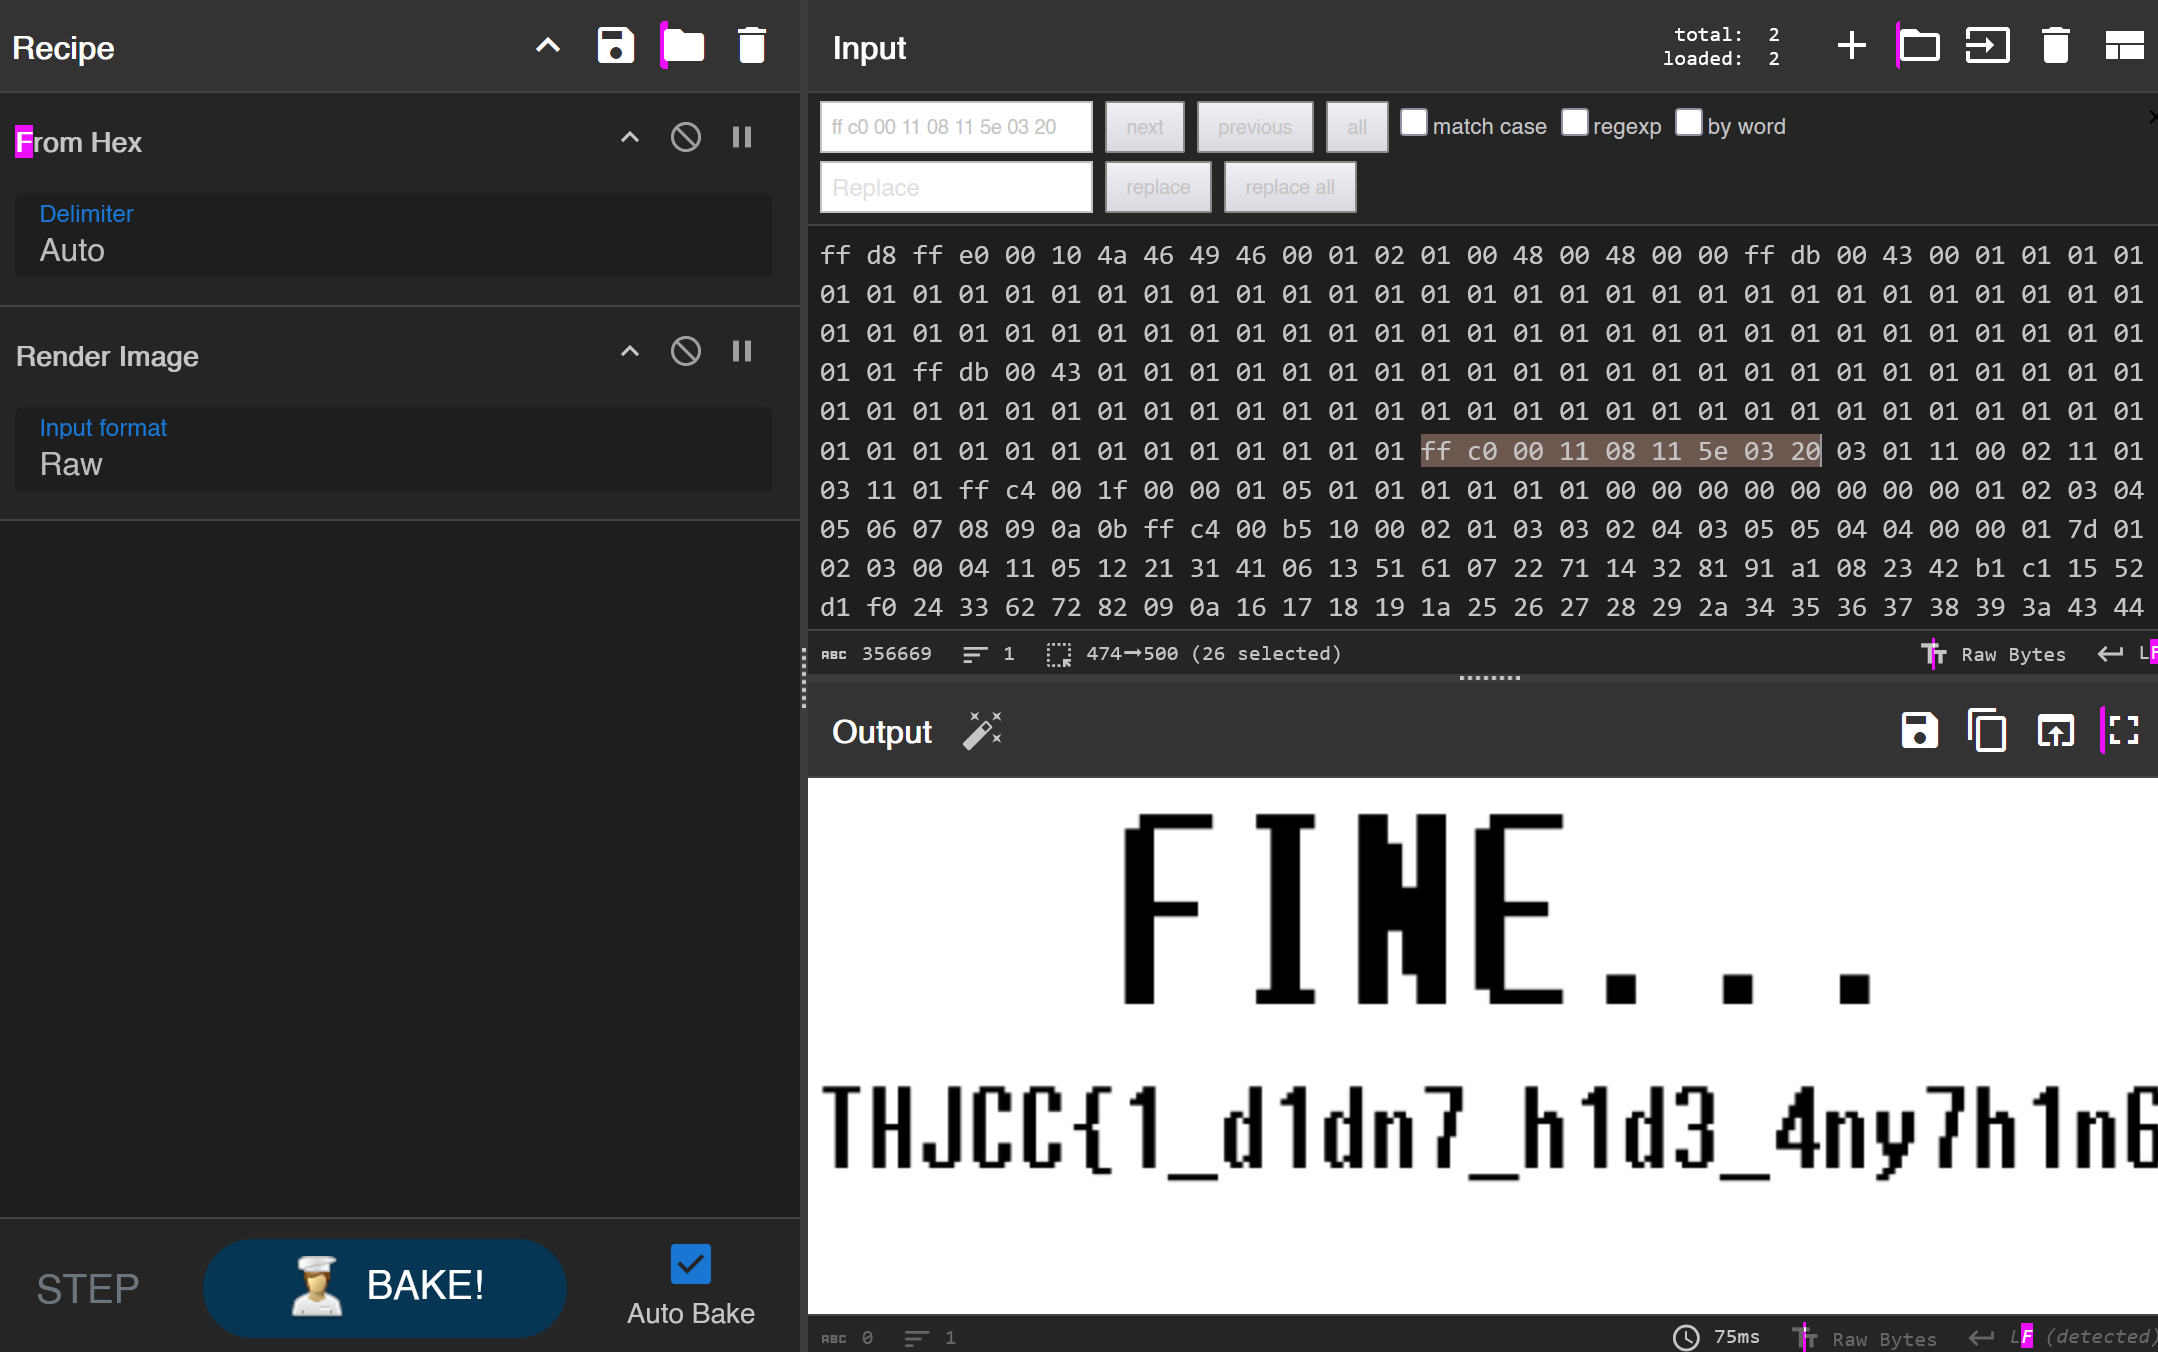 Recipe
From Hex
Delimiter
Auto
Render Image
Input format
Raw
STEP
BAKE!
Auto Bake
Input
total: 2
loaded: 2
ff c0 00 11 08 11 5e 03 20
next
previous
all
match case
regexp
by word
Replace
replace
replace all
ff d8 ff e0 00 10 4a 46 49 46 00 01 02 01 00 48 00 48 00 00 ff db 00 43 00 01 01 01 01
01 01 01 01 01 01 01 01 01 01 01 01 01 01 01 01 01 01 01 01 01 01 01 01 01 01 01 01 01
01 01 01 01 01 01 01 01 01 01 01 01 01 01 01 01 01 01 01 01 01 01 01 01 01 01 01 01 01
01 01 ff db 00 43 01 01 01 01 01 01 01 01 01 01 01 01 01 01 01 01 01 01 01 01 01 01 01
01 01 01 01 01 01 01 01 01 01 01 01 01 01 01 01 01 01 01 01 01 01 01 01 01 01 01 01 01
01 01 01 01 01 01 01 01 01 01 01 01 01 ff c0 00 11 08 11 5e 03 20 03 01 11 00 02 11 01
03 11 01 ff c4 00 1f 00 00 01 05 01 01 01 01 01 01 00 00 00 00 00 00 00 00 01 02 03 04
05 06 07 08 09 0a 0b ff c4 00 b5 10 00 02 01 03 03 02 04 03 05 05 04 04 00 00 01 7d 01
02 03 00 04 11 05 12 21 31 41 06 13 51 61 07 22 71 14 32 81 91 a1 08 23 42 b1 c1 15 52
d1 f0 24 33 62 72 82 09 0a 16 17 18 19 1a 25 26 27 28 29 2a 34 35 36 37 38 39 3a 43 44
ABC 356669 1 474→500 (26 selected)
Raw Bytes LF
Output
FINE...
THJCC{1_d1dn7_h1d3_4ny7h1n6
ABC 0 1
75ms Raw Bytes LF (detected)